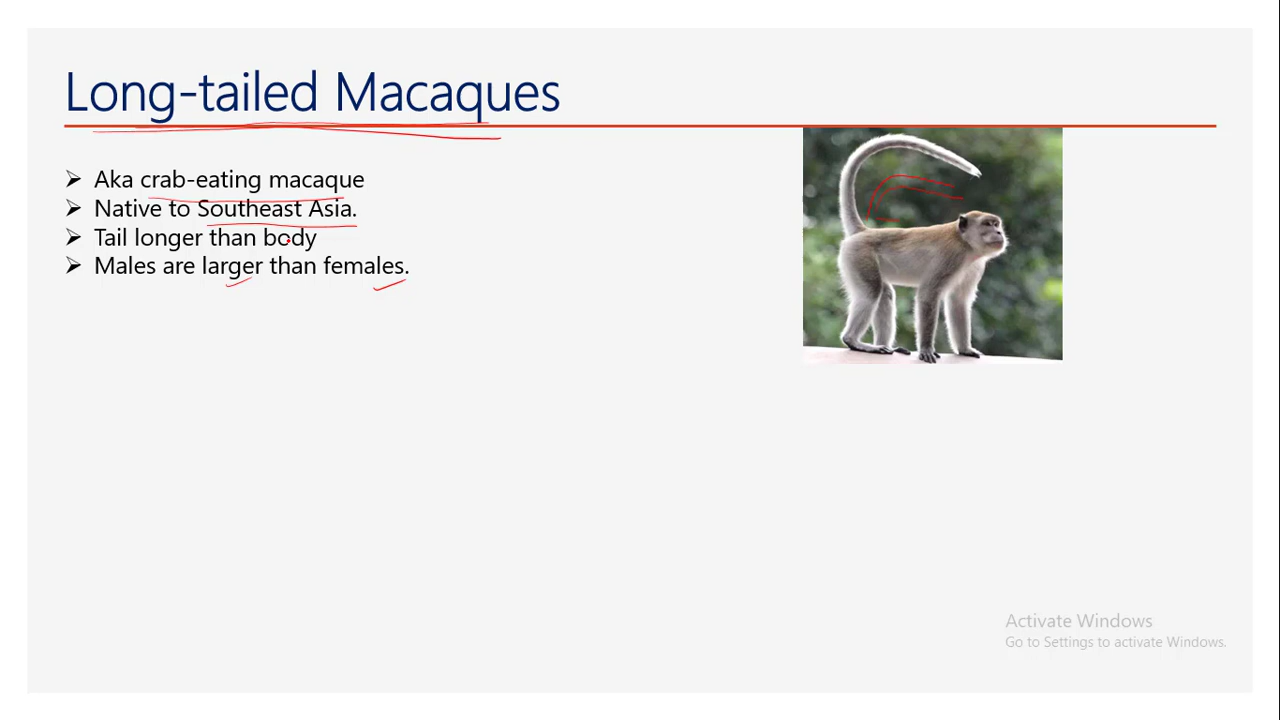 Long-tailed Macaques
Aka crab-eating macaque
Native to Southeast Asia.
Tail longer than body
Males are larger than females.
Activate Windows
Go to Settings to activate Windows.